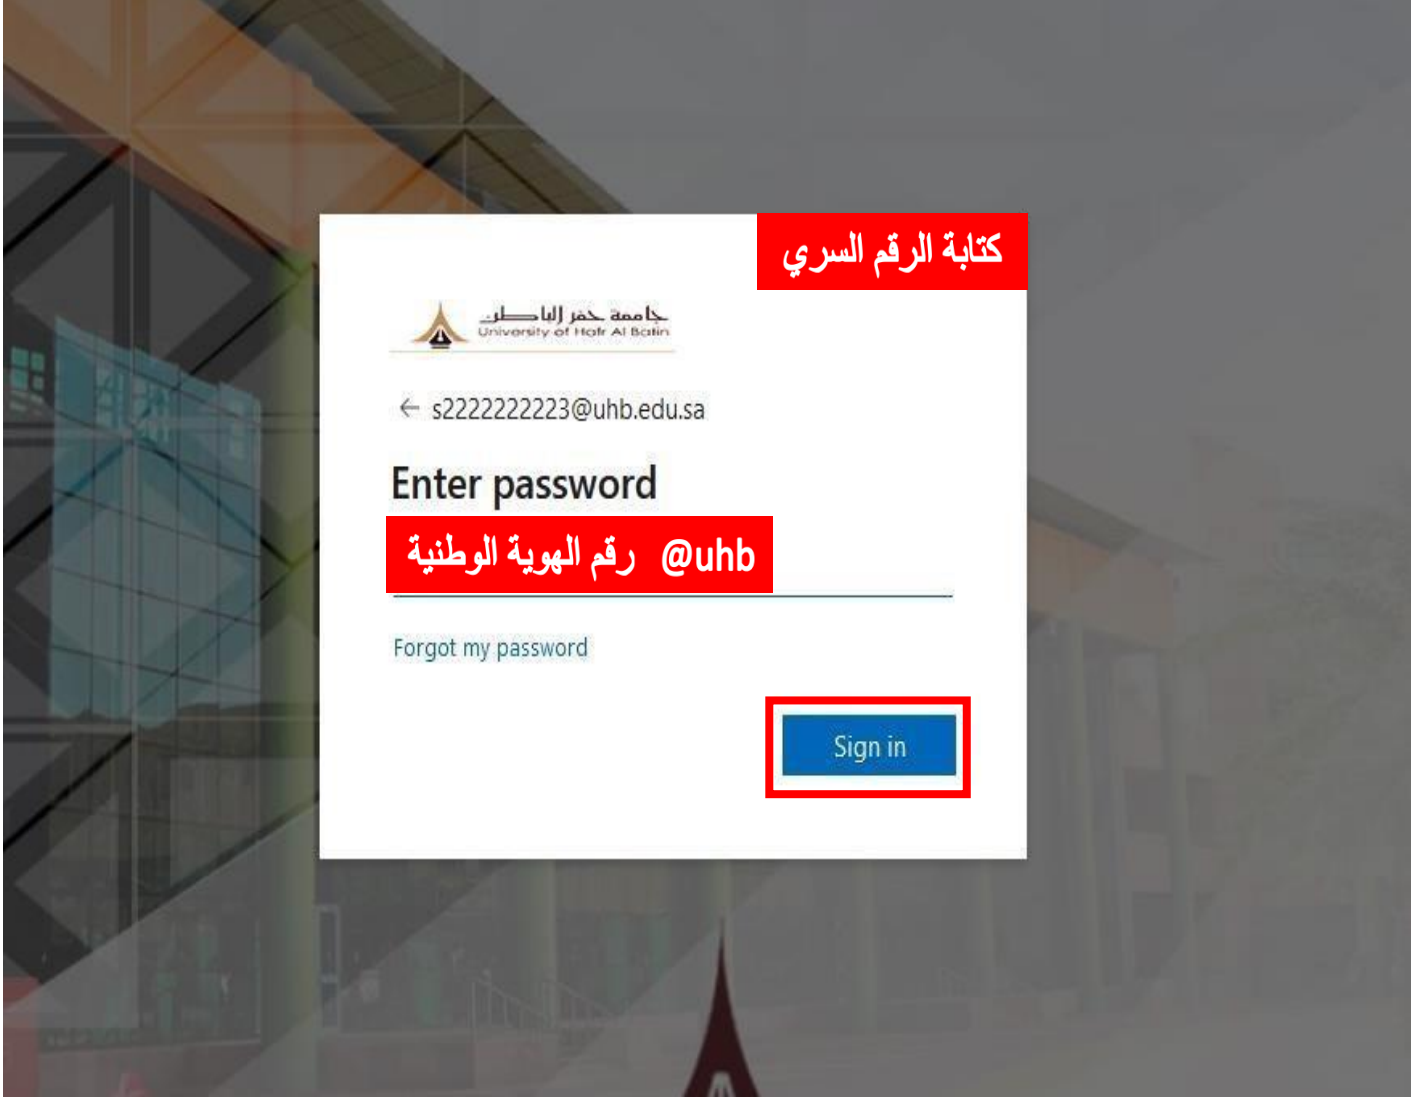 كتابة الرقم السري
جامعة حفر الباطن
University of Hafr Al Batin
← s2222222223@uhb.edu.sa
Enter password
@uhb رقم الهوية الوطنية
Forgot my password
Sign in